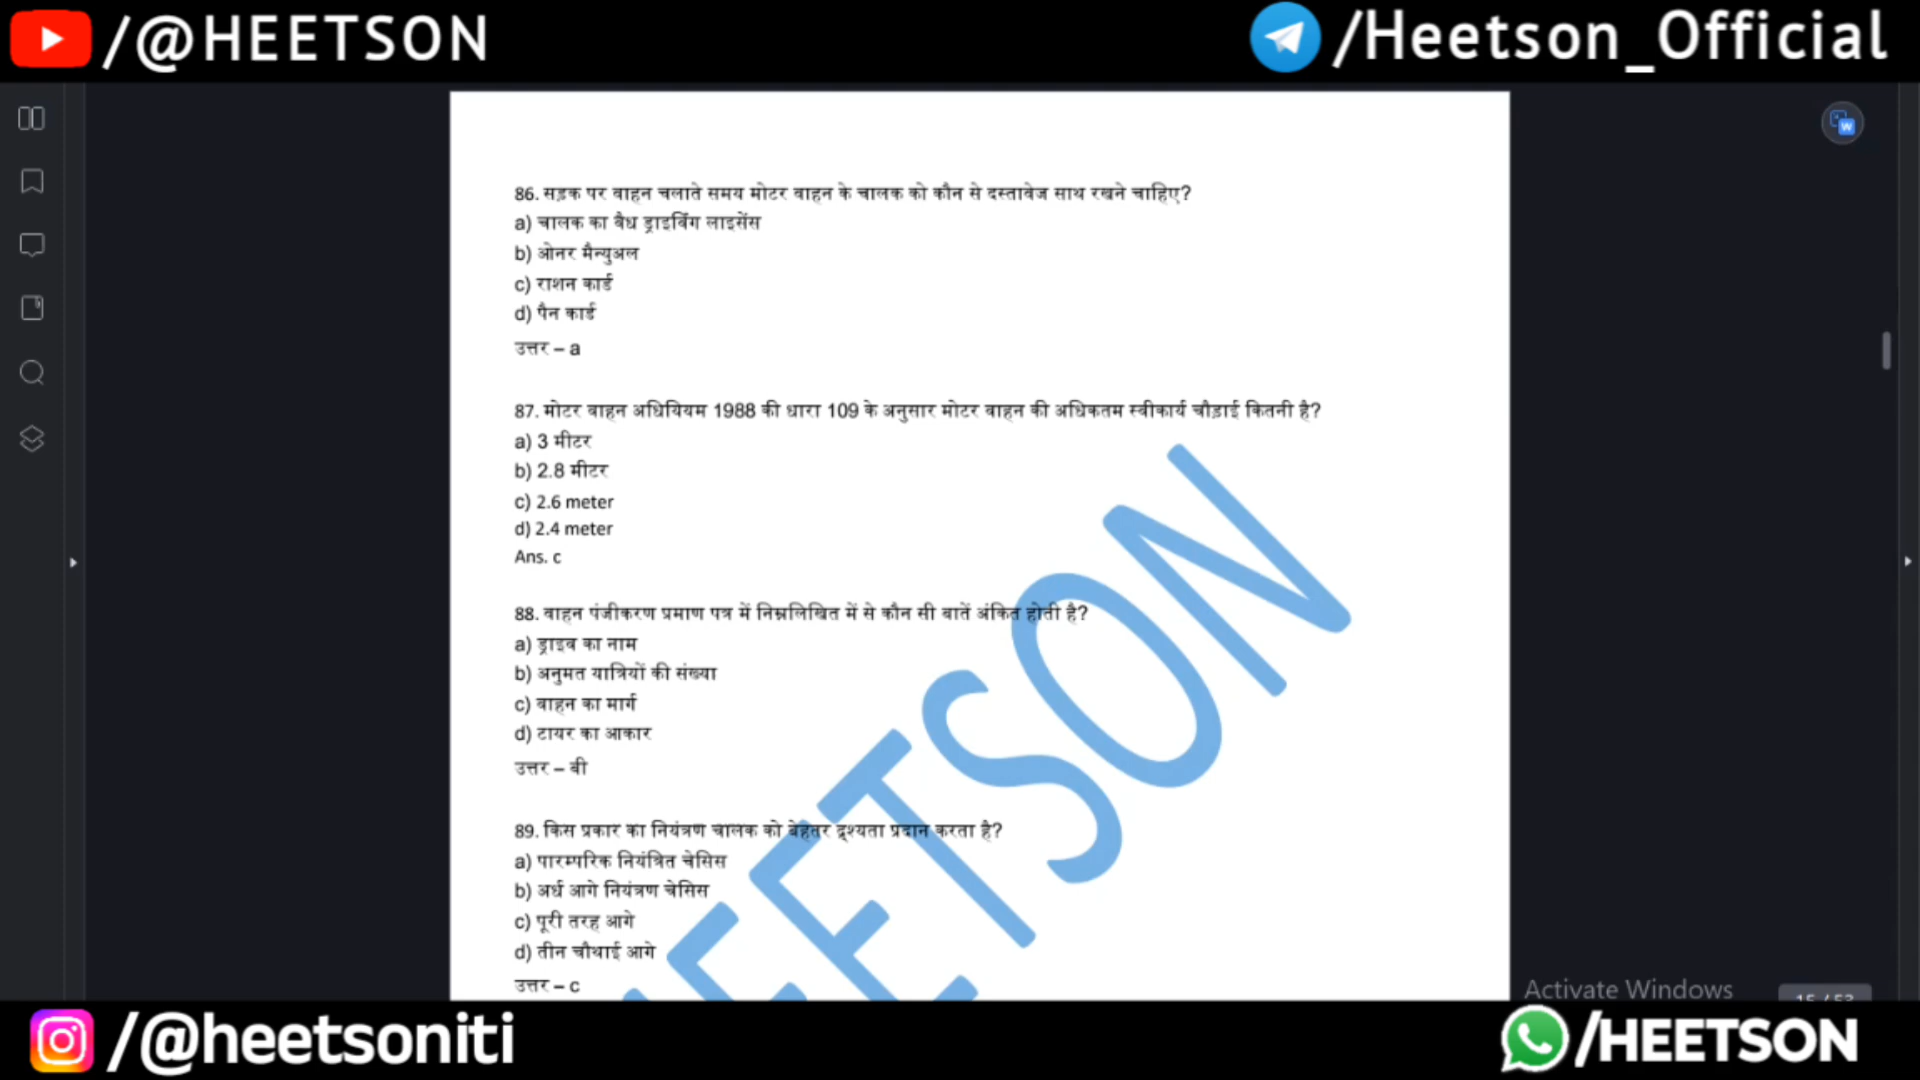 /@HEETSON
/Heetson_Official
86. सड़क पर वाहन चलाते समय मोटर वाहन के चालक को कौन से दस्तावेज साथ रखने चाहिए?
a) चालक का वैध ड्राइविंग लाइसेंस
b) ओनर मैन्युअल
c) राशन कार्ड
d) पैन कार्ड
उत्तर – a
87. मोटर वाहन अधियियम 1988 की धारा 109 के अनुसार मोटर वाहन की अधिकतम स्वीकार्य चौड़ाई कितनी है?
a) 3 मीटर
b) 2.8 मीटर
c) 2.6 meter
d) 2.4 meter
Ans. c
88. वाहन पंजीकरण प्रमाण पत्र में निम्नलिखित में से कौन सी बातें अंकित होती है?
a) ड्राइव का नाम
b) अनुमत यात्रियों की संख्या
c) वाहन का मार्ग
d) टायर का आकार
उत्तर – बी
89. किस प्रकार का नियंत्रण चालक को बेहतर दृश्यता प्रदान करता है?
a) पारम्परिक नियंत्रित चेसिस
b) अर्ध आगे नियंत्रण चेसिस
c) पूरी तरह आगे
d) तीन चौथाई आगे
उत्तर – c
HEETSON
Activate Windows
15 / 53
/@heetsoniti
/HEETSON